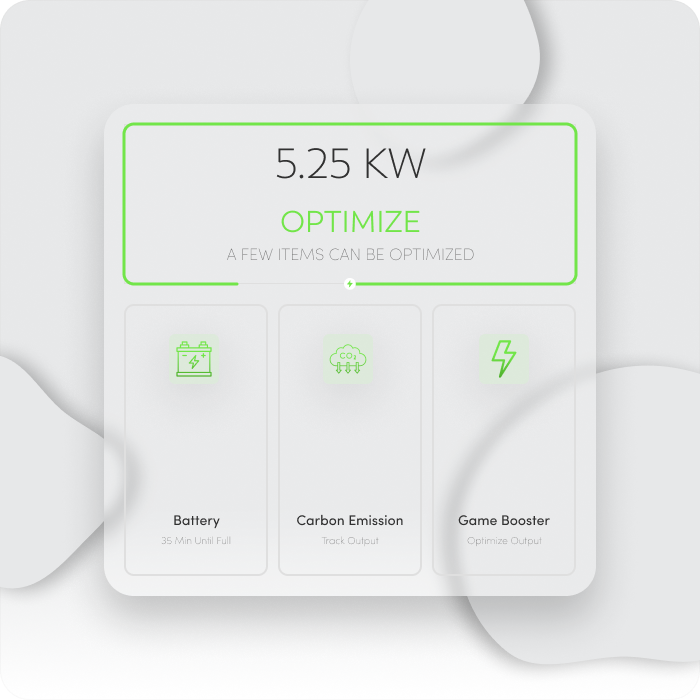 5.25 KW
OPTIMIZE
A FEW ITEMS CAN BE OPTIMIZED
CO₂
Battery
35 Min Until Full
Carbon Emission
Track Output
Game Booster
Optimize Output